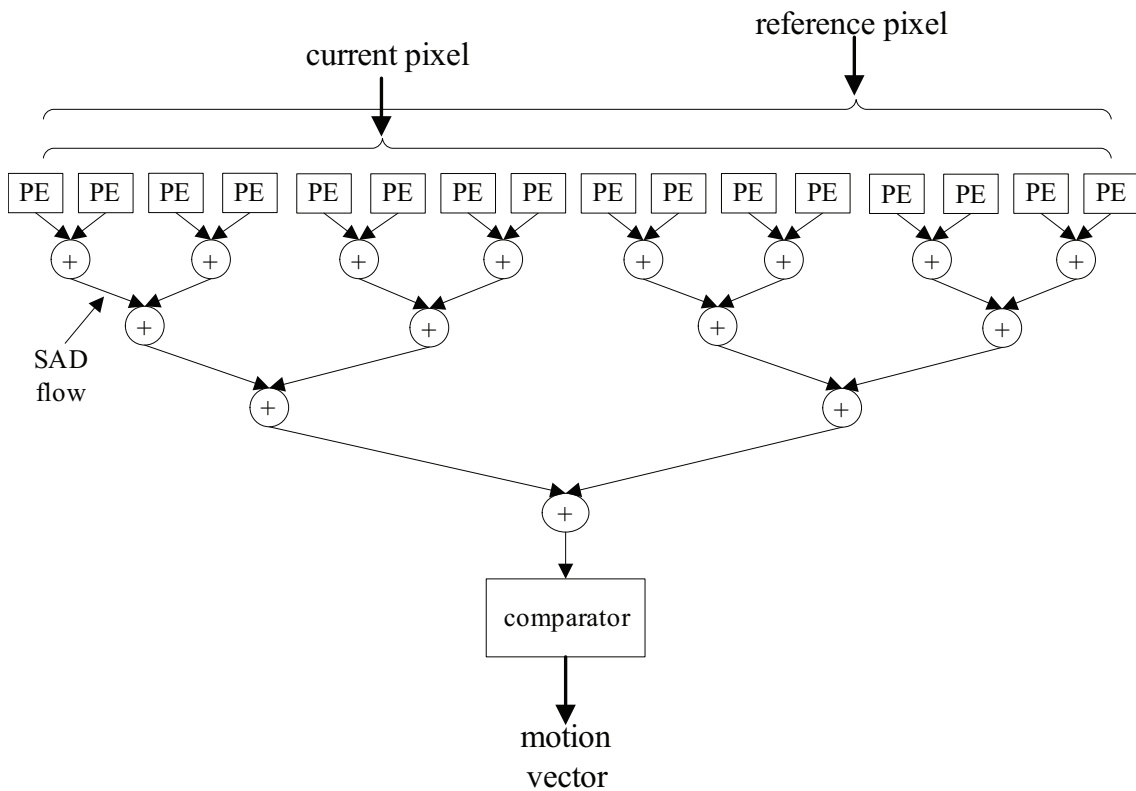 reference pixel
current pixel
PE PE PE PE PE PE PE PE PE PE PE PE PE PE PE PE
+ + + + + + + +
+ + + +
SAD
flow
+ +
+
comparator
motion
vector